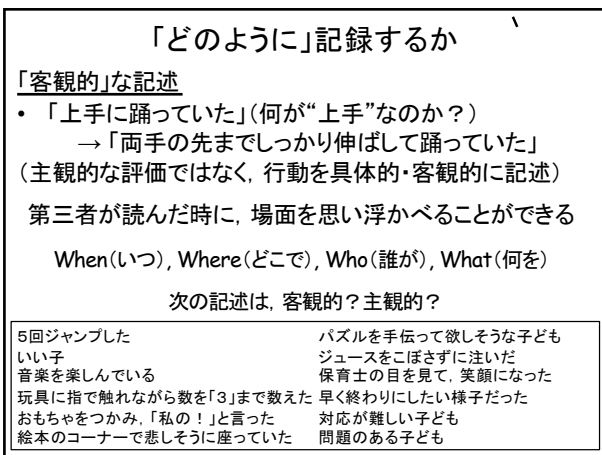 「どのように」記録するか
「客観的」な記述
• 「上手に踊っていた」(何が“上手”なのか?)
→「両手の先までしっかり伸ばして踊っていた」
(主観的な評価ではなく, 行動を具体的・客観的に記述)
第三者が読んだ時に, 場面を思い浮かべることができる
When(いつ), Where(どこで), Who(誰が), What(何を)
次の記述は, 客観的?主観的?
5回ジャンプした
いい子
音楽を楽しんでいる
玩具に指で触れながら数を「3」まで数えた
おもちゃをつかみ, 「私の!」と言った
絵本のコーナーで悲しそうに座っていた
パズルを手伝って欲しそうな子ども
ジュースをこぼさずに注いだ
保育士の目を見て, 笑顔になった
早く終わりにしたい様子だった
対応が難しい子ども
問題のある子ども